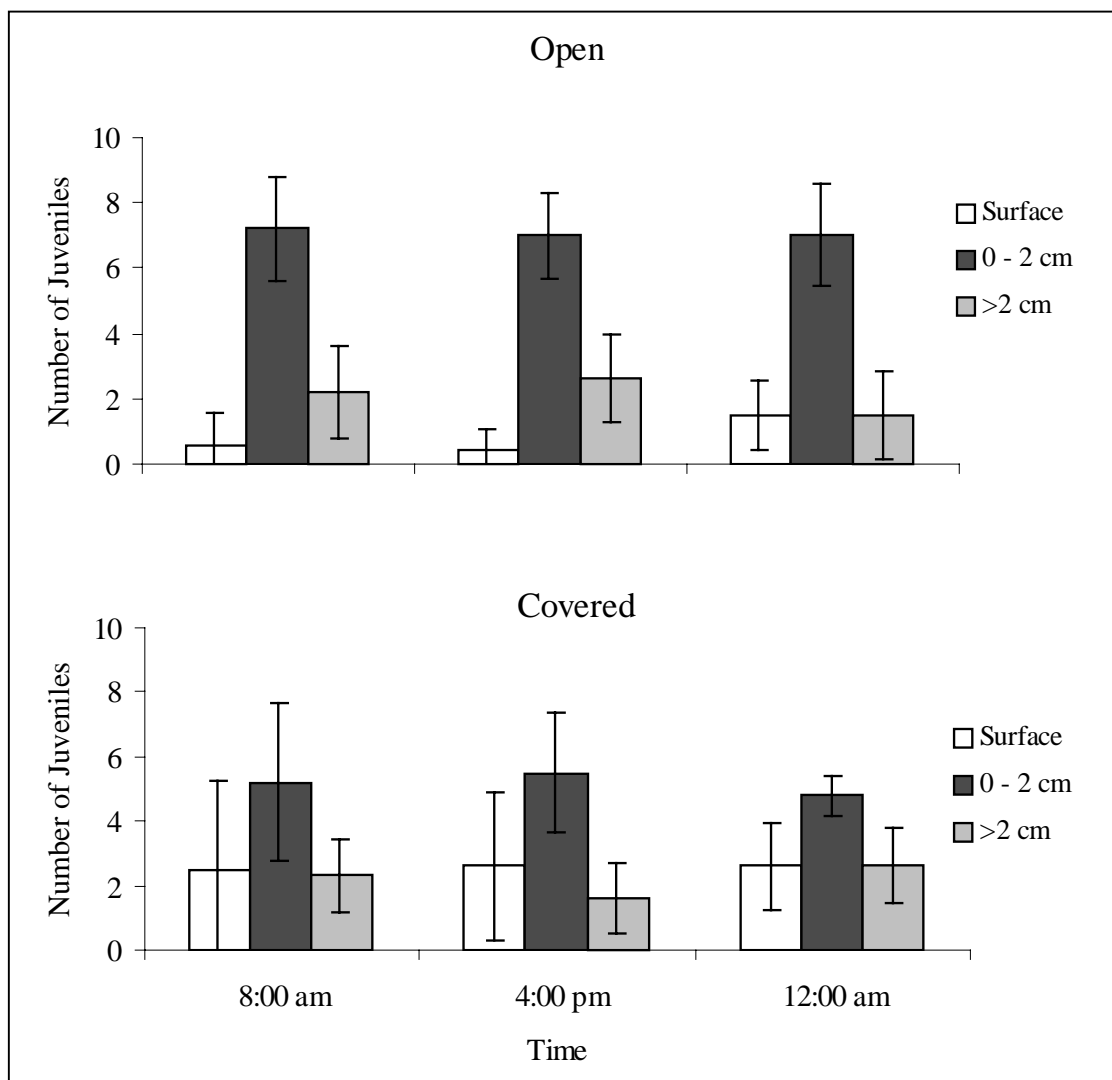 Open
10
8
6
4
2
0
Number of Juveniles
Surface
0 - 2 cm
>2 cm
Covered
10
8
6
4
2
0
Number of Juveniles
Surface
0 - 2 cm
>2 cm
8:00 am 4:00 pm 12:00 am
Time